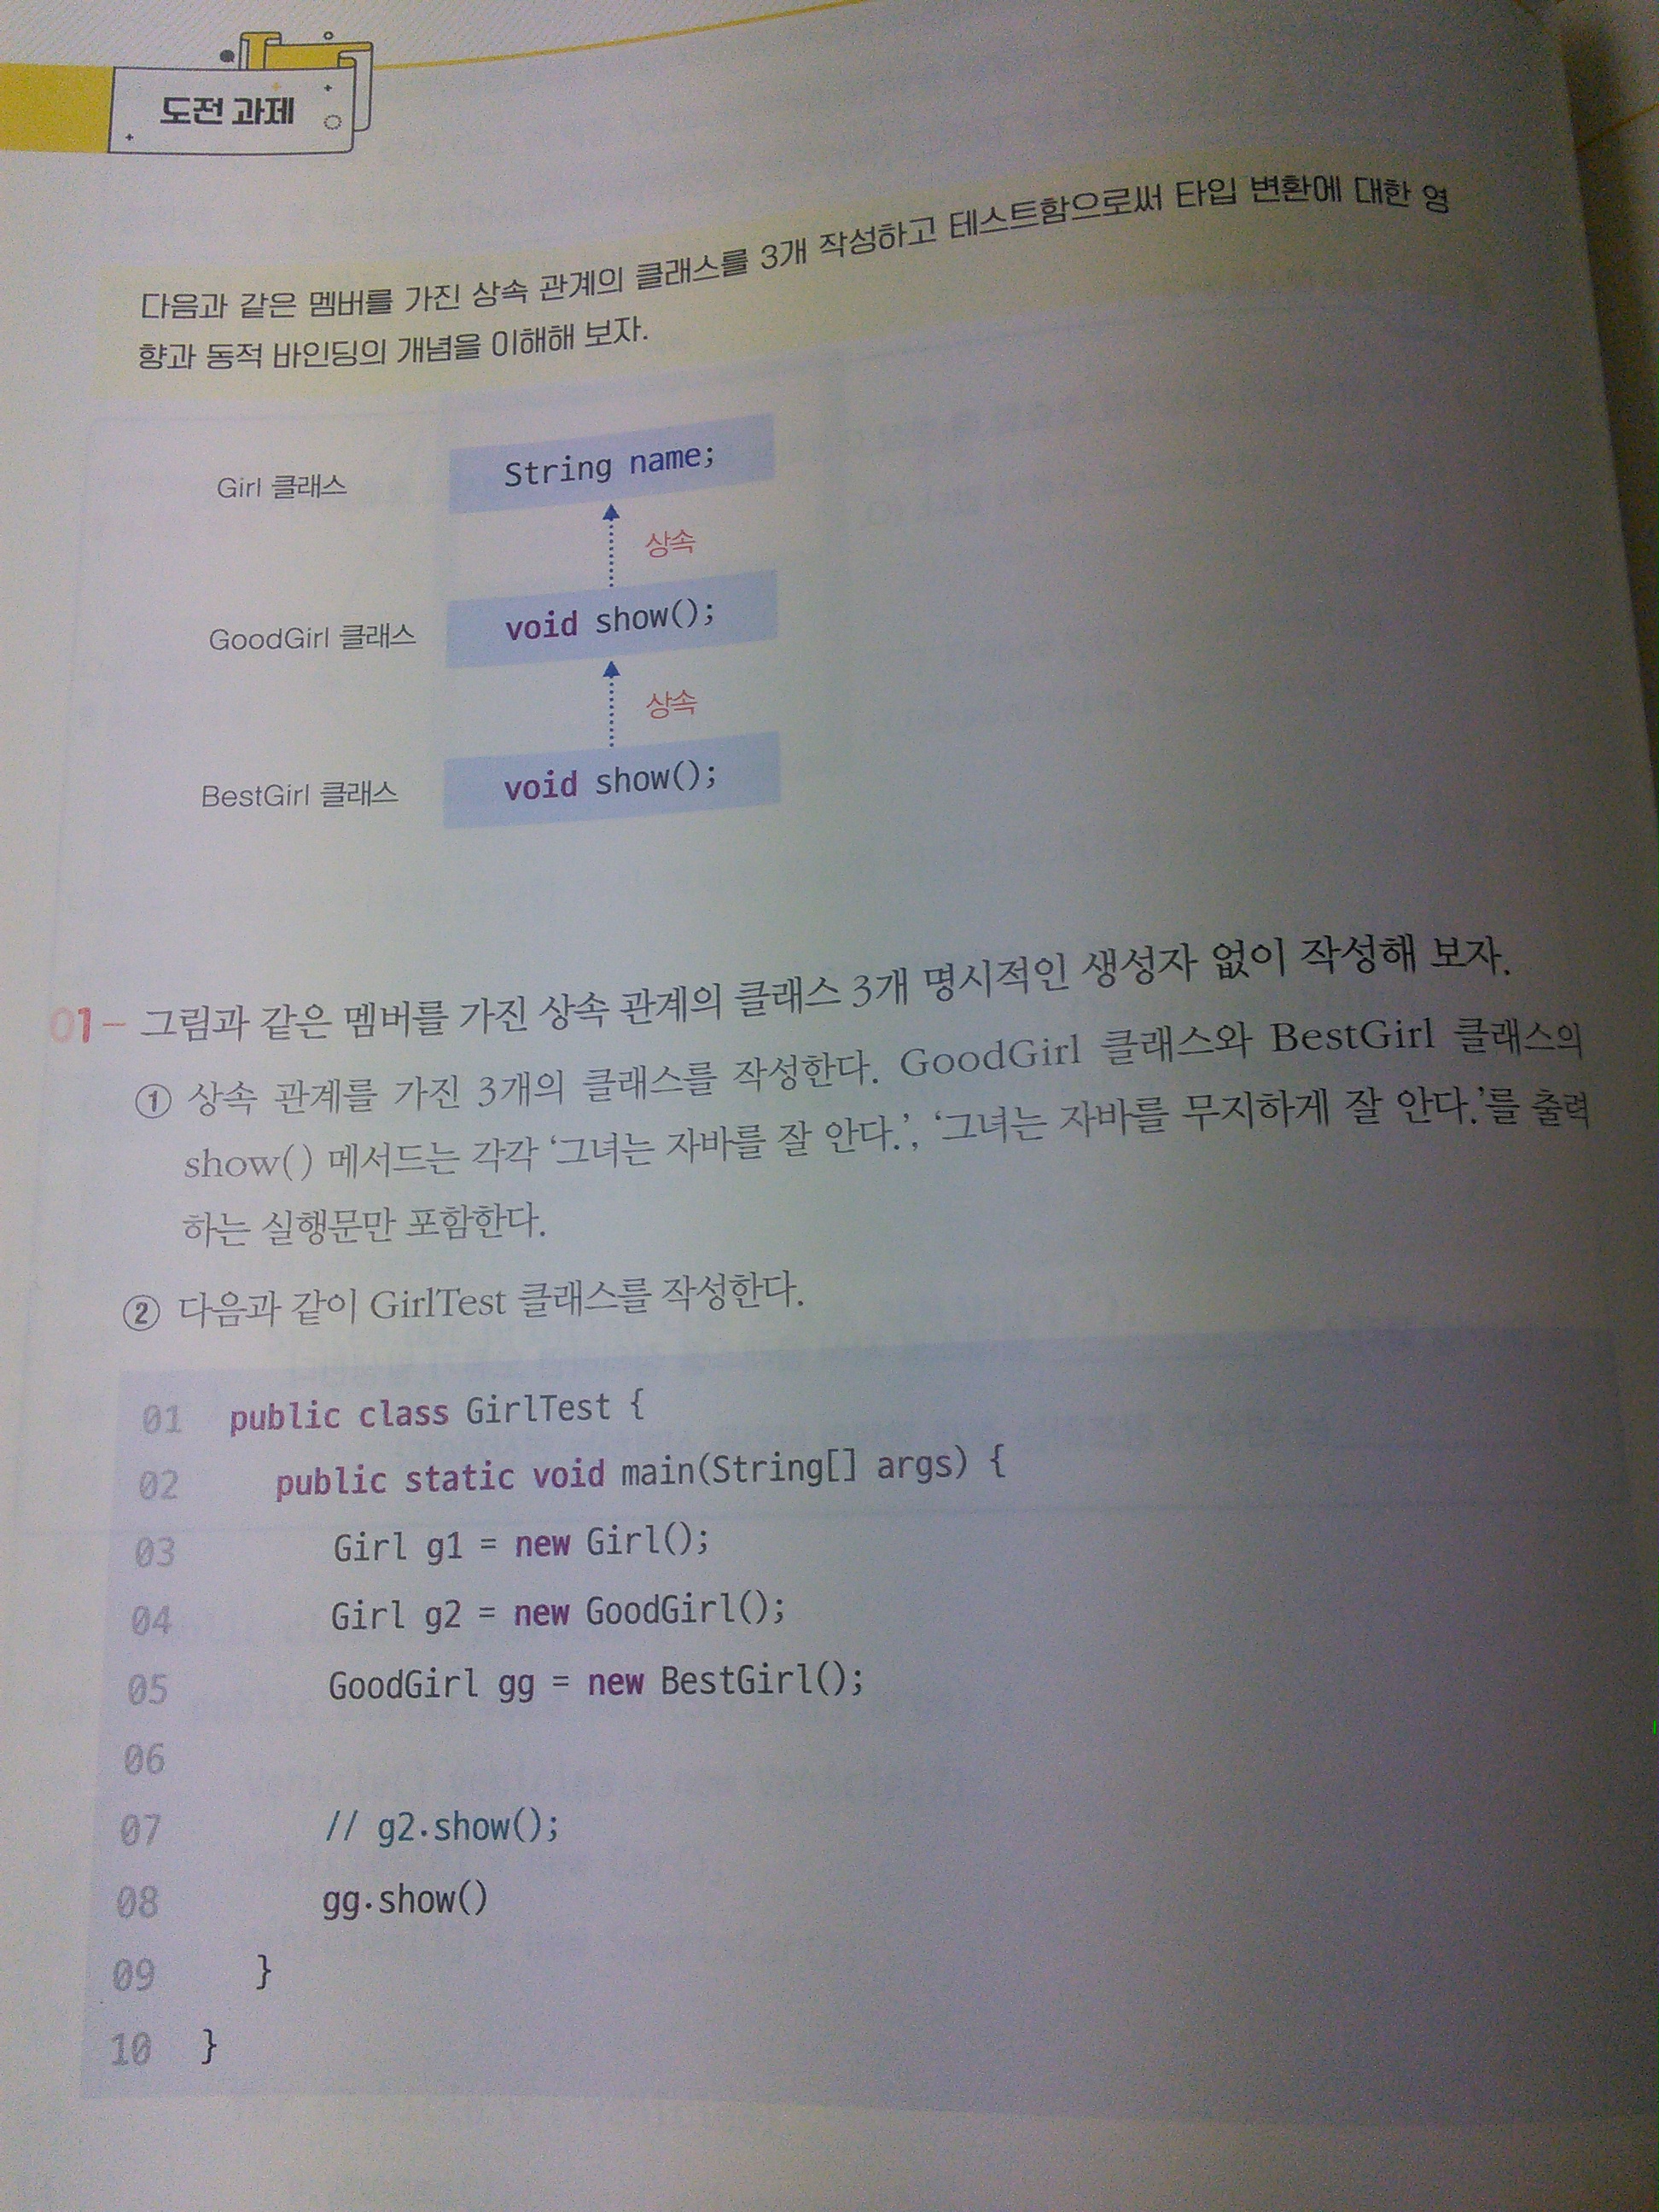 도전 과제
다음과 같은 멤버를 가진 상속 관계의 클래스를 3개 작성하고 테스트함으로써 타입 변환에 대한 영
향과 동적 바인딩의 개념을 이해해 보자.
Girl 클래스
String name;
상속
GoodGirl 클래스
void show();
상속
BestGirl 클래스
void show();
01 그림과 같은 멤버를 가진 상속 관계의 클래스 3개 명시적인 생성자 없이 작성해 보자.
① 상속 관계를 가진 3개의 클래스를 작성한다. GoodGirl 클래스와 BestGirl 클래스의
show() 메서드는 각각 ‘그녀는 자바를 잘 안다.’, ‘그녀는 자바를 무지하게 잘 안다.’를 출력
하는 실행문만 포함한다.
② 다음과 같이 GirlTest 클래스를 작성한다.
01 public class GirlTest {
02 public static void main(String[] args) {
03 Girl g1 = new Girl();
04 Girl g2 = new GoodGirl();
05 GoodGirl gg = new BestGirl();
06
07 // g2.show();
08 gg.show()
09 }
10 }